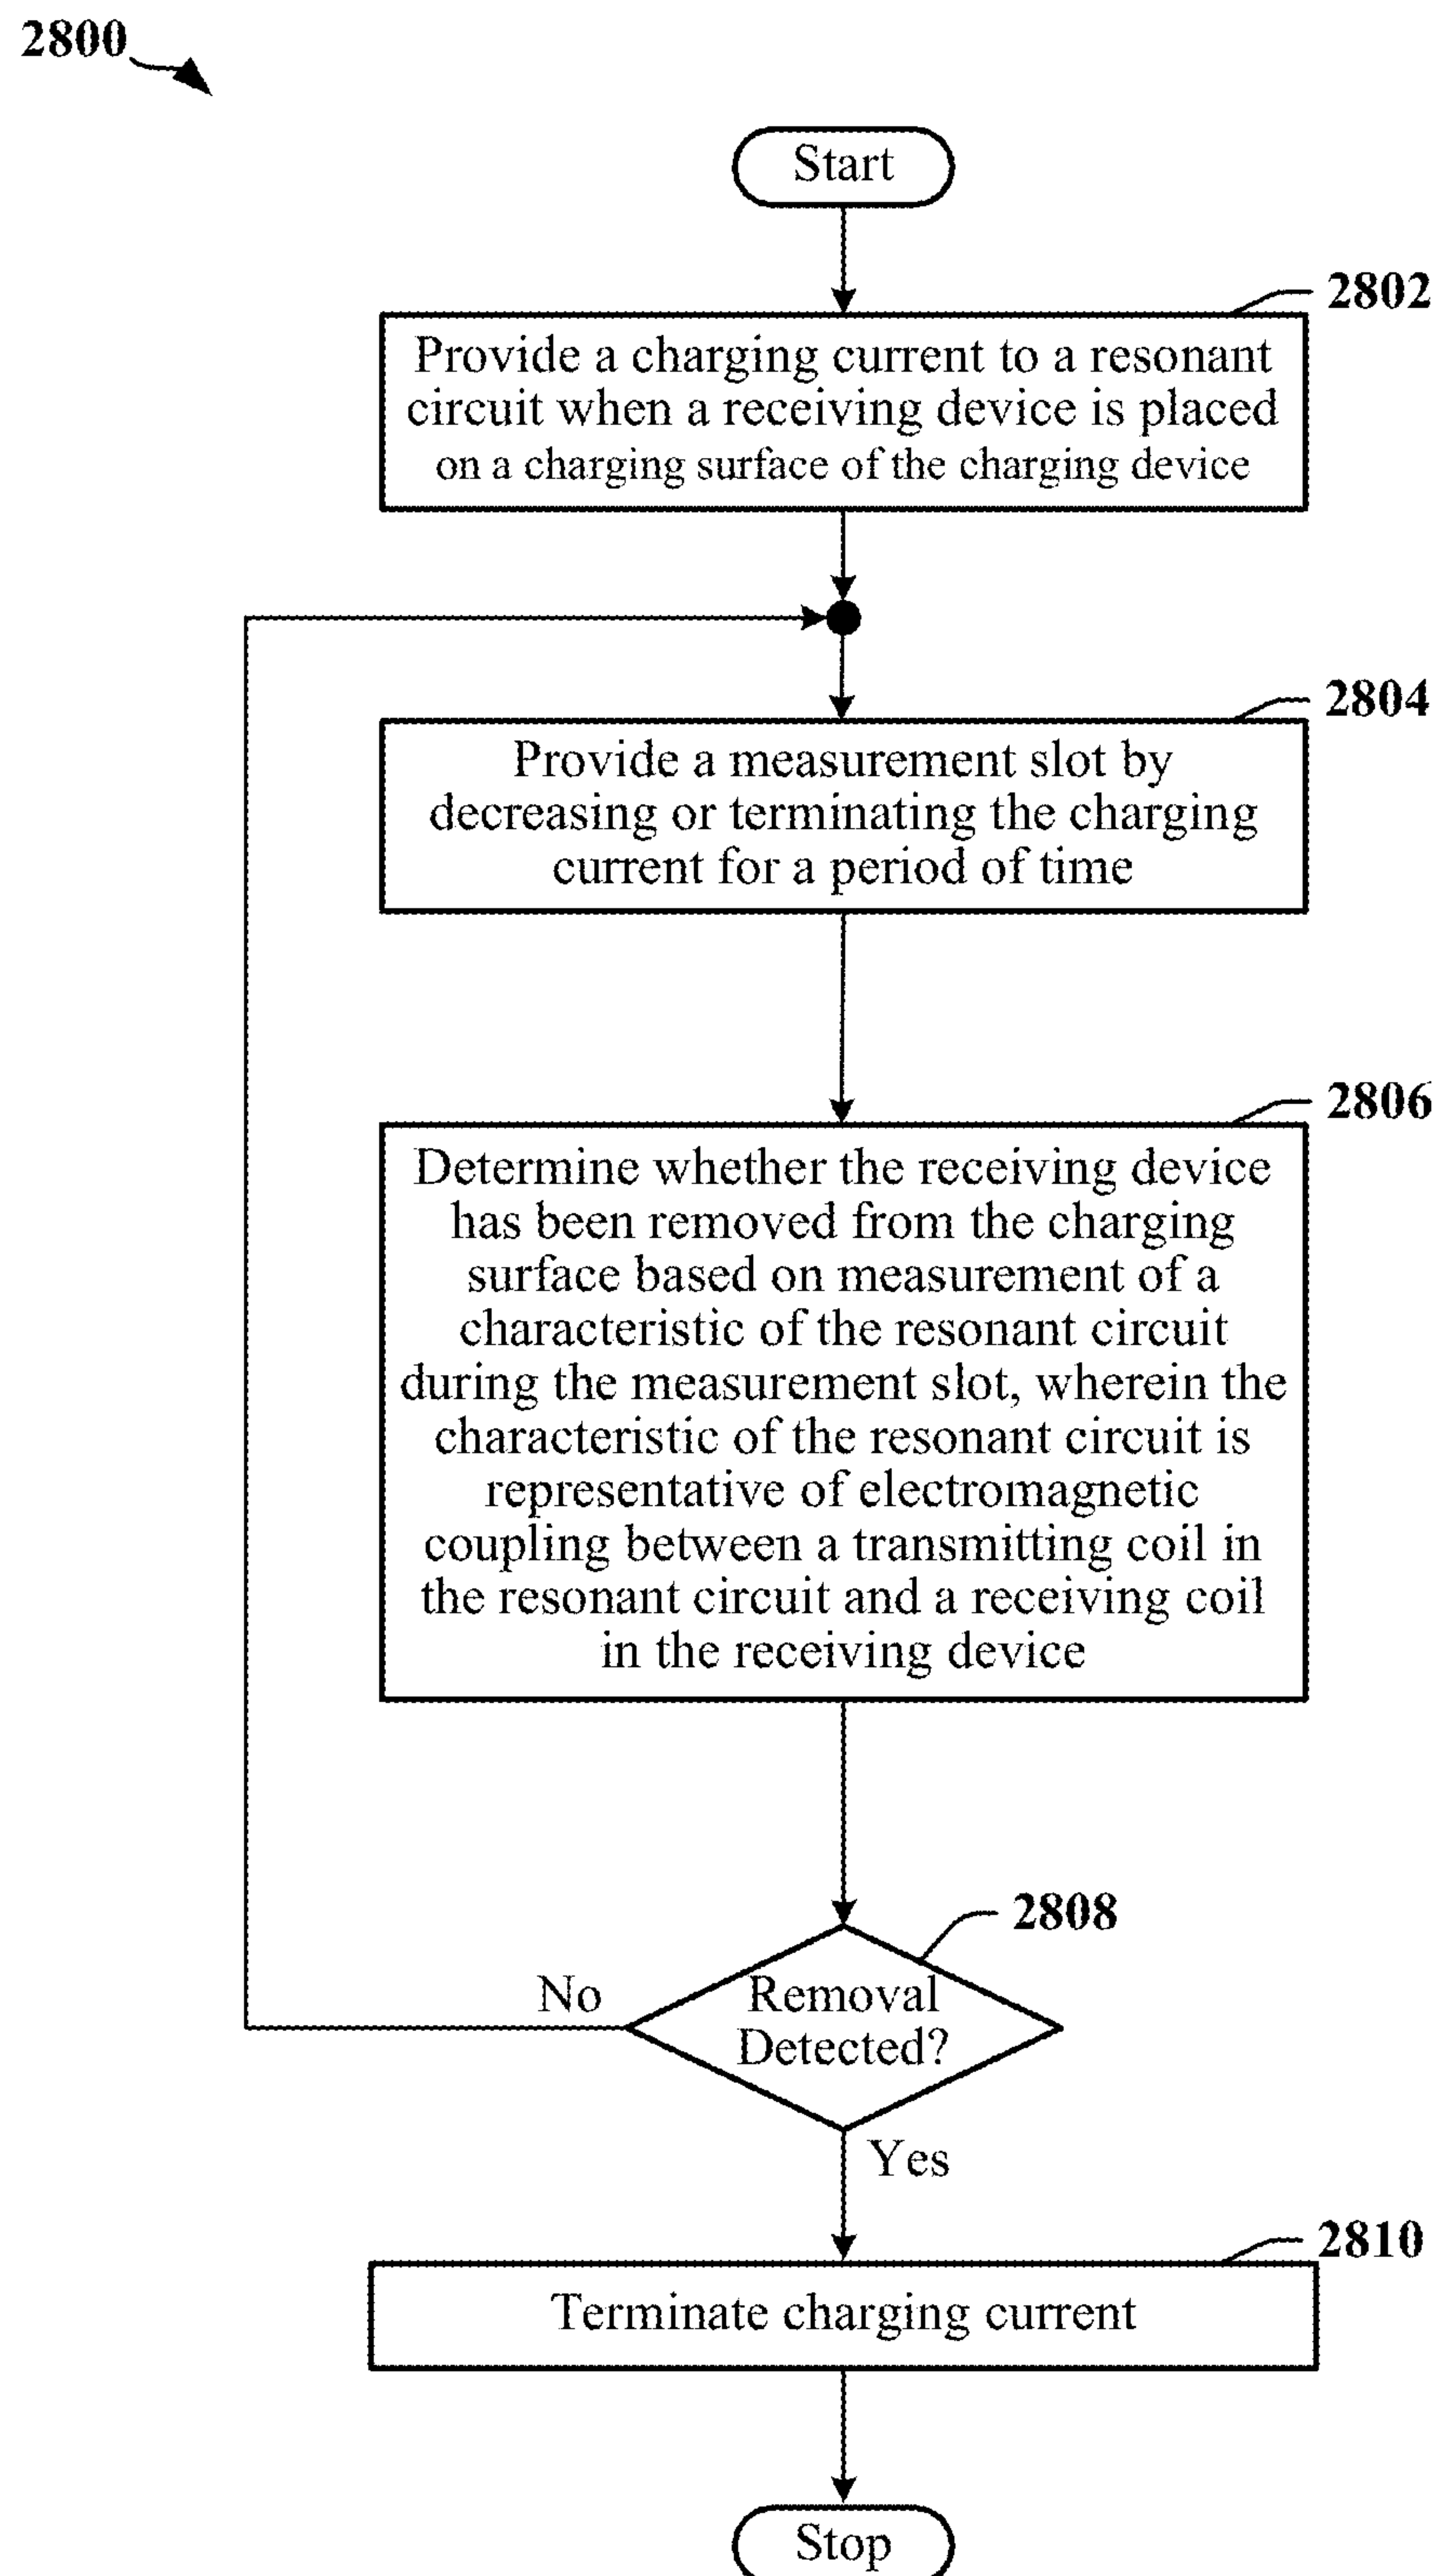 2800
Start
2802
Provide a charging current to a resonant
circuit when a receiving device is placed
on a charging surface of the charging device
2804
Provide a measurement slot by
decreasing or terminating the charging
current for a period of time
2806
Determine whether the receiving device
has been removed from the charging
surface based on measurement of a
characteristic of the resonant circuit
during the measurement slot, wherein the
characteristic of the resonant circuit is
representative of electromagnetic
coupling between a transmitting coil in
the resonant circuit and a receiving coil
in the receiving device
2808
No
Removal
Detected?
Yes
2810
Terminate charging current
Stop